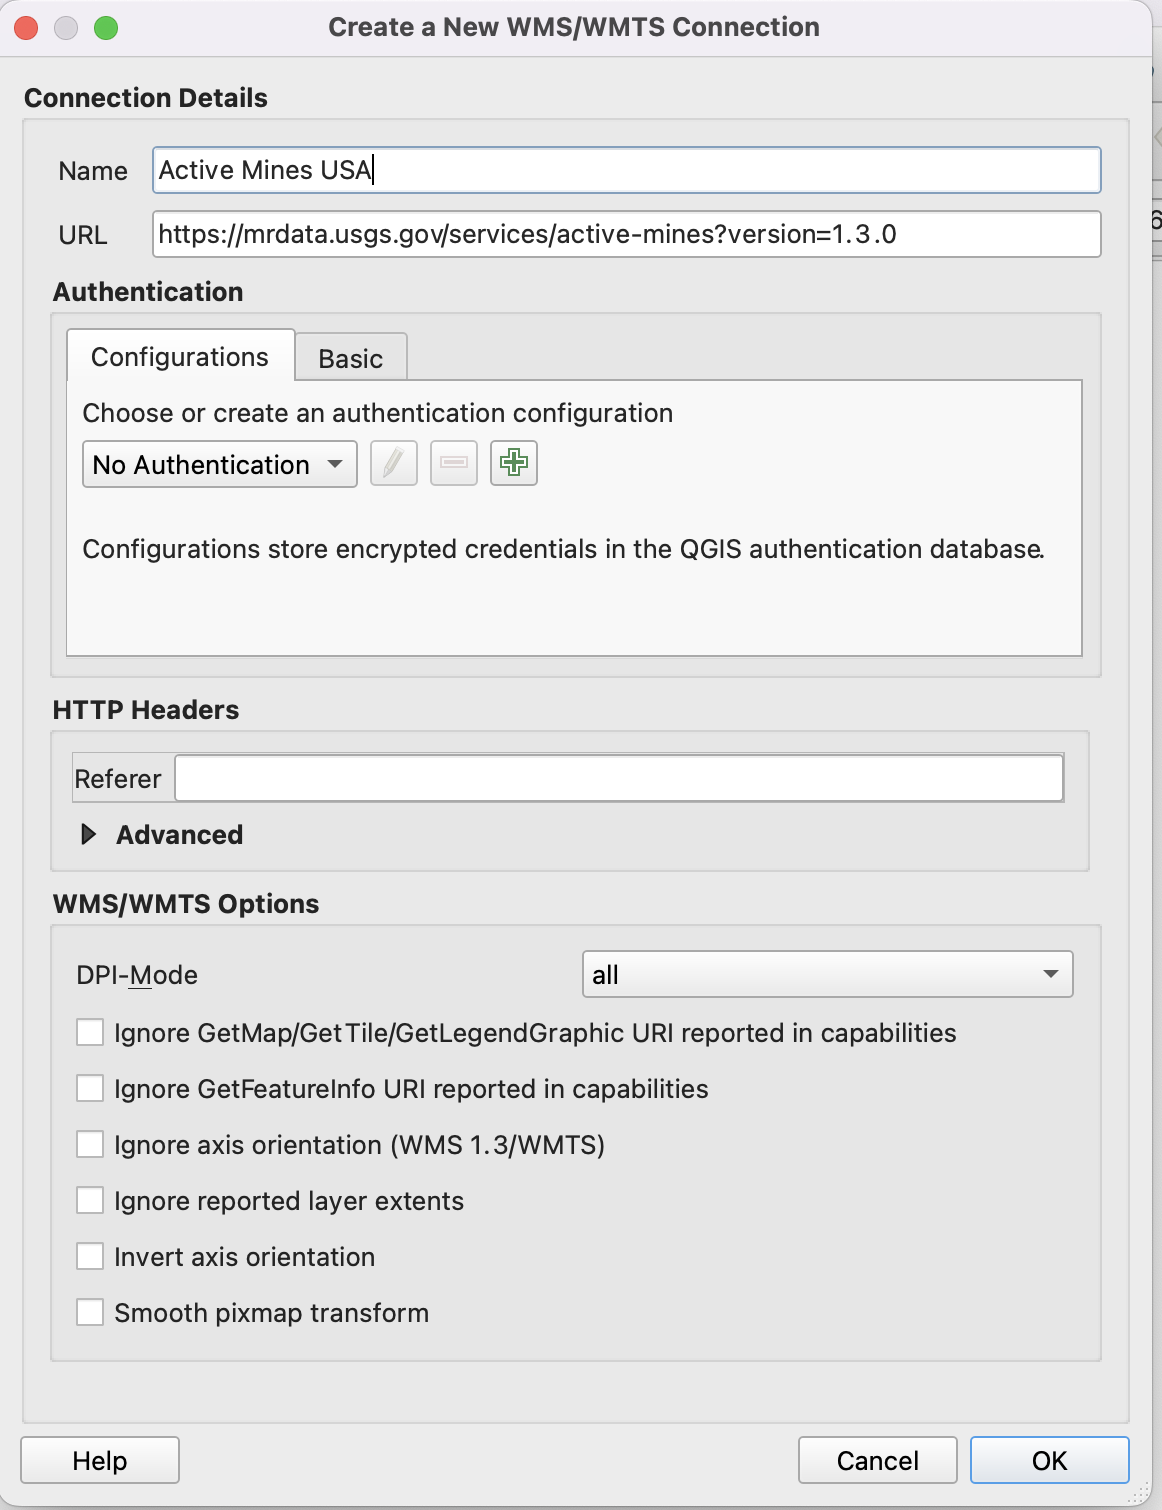 Create a New WMS/WMTS Connection
Connection Details
Name Active Mines USA
URL https://mrdata.usgs.gov/services/active-mines?version=1.3.0
Authentication
Configurations Basic
Choose or create an authentication configuration
No Authentication
Configurations store encrypted credentials in the QGIS authentication database.
HTTP Headers
Referer
Advanced
WMS/WMTS Options
DPI-Mode all
Ignore GetMap/GetTile/GetLegendGraphic URI reported in capabilities
Ignore GetFeatureInfo URI reported in capabilities
Ignore axis orientation (WMS 1.3/WMTS)
Ignore reported layer extents
Invert axis orientation
Smooth pixmap transform
Help Cancel OK